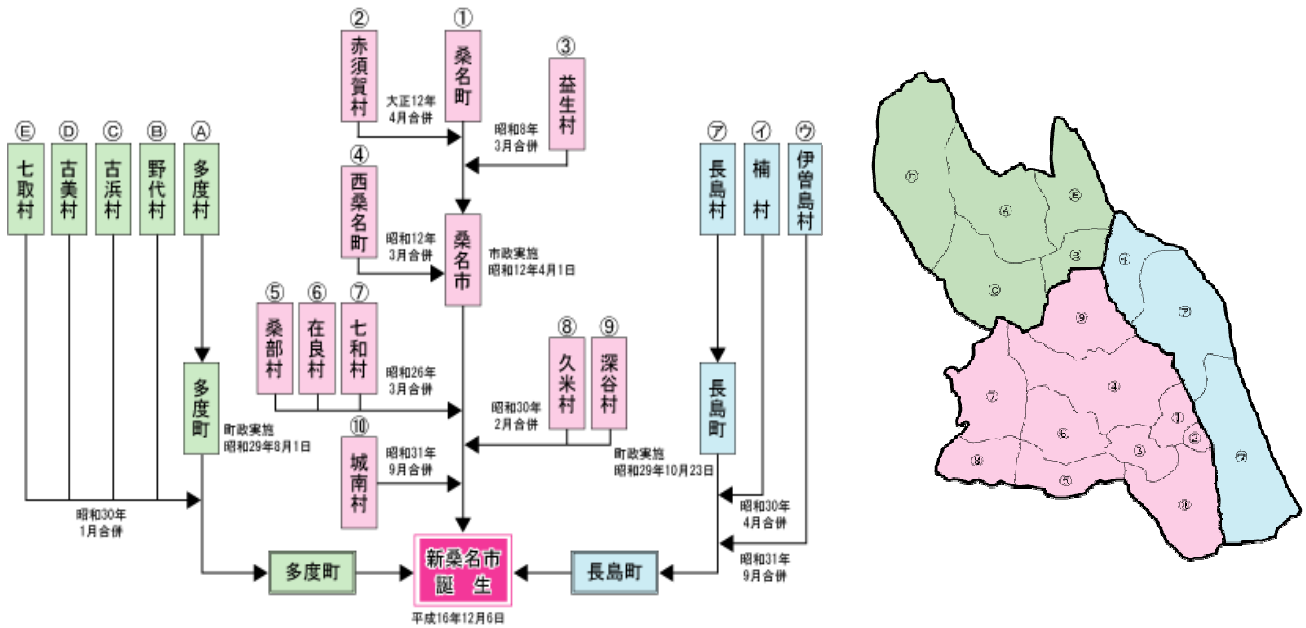 ②
赤須賀村
①
桑名町
③
益生村
大正12年
4月合併
昭和8年
3月合併
Ⓔ
七取村
Ⓓ
古美村
Ⓒ
古浜村
Ⓑ
野代村
Ⓐ
多度村
④
西桑名町
昭和12年
3月合併
桑名市
市政実施
昭和12年4月1日
㋐
長島村
㋑
楠村
㋒
伊曽島村
⑤
桑部村
⑥
在良村
⑦
七和村
昭和26年
3月合併
⑧
久米村
⑨
深谷村
昭和30年
2月合併
多度町
町政実施
昭和29年8月1日
長島町
町政実施
昭和29年10月23日
⑩
城南村
昭和31年
9月合併
昭和30年
1月合併
昭和30年
4月合併
昭和31年
9月合併
多度町
新桑名市
誕生
長島町
平成16年12月6日
⑨
④
⑦
⑥
①
②
③